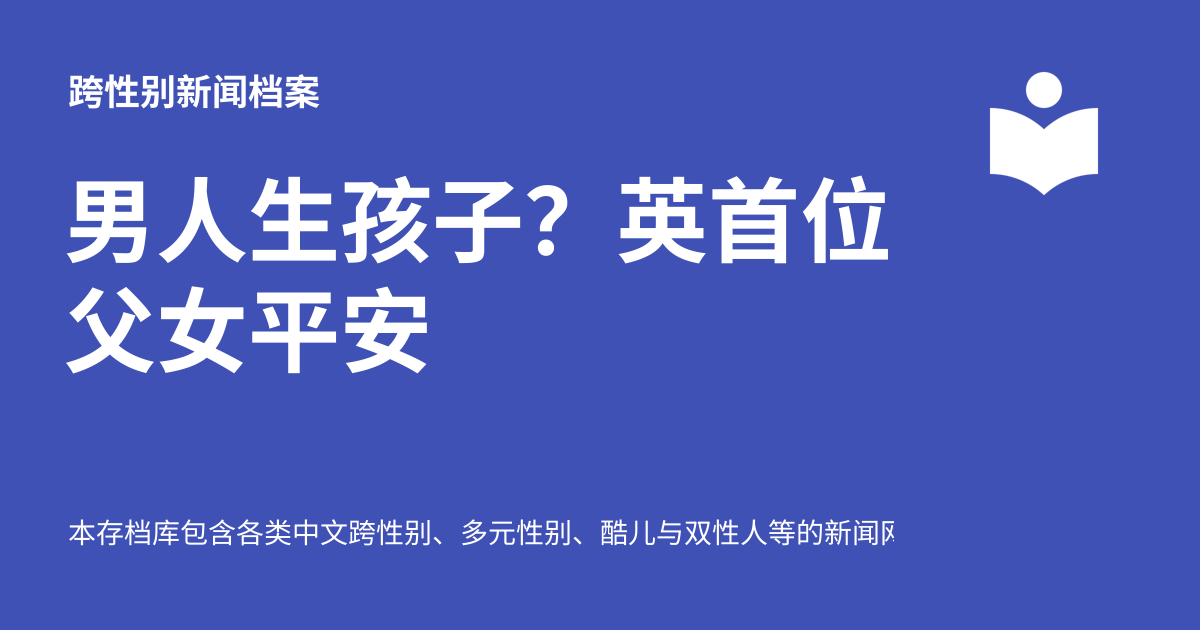 跨性别新闻档案
男人生孩子？英首位
父女平安
本存档库包含各类中文跨性别、多元性别、酷儿与双性人等的新闻